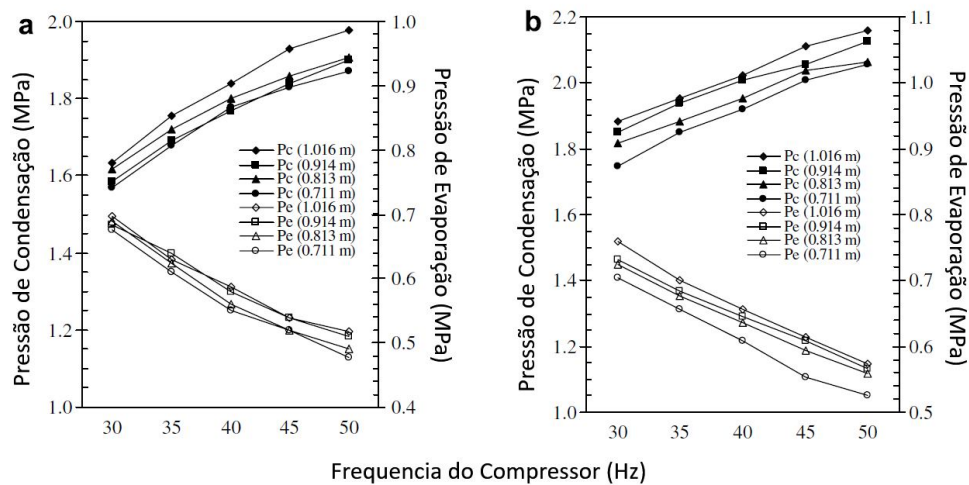 a
Pressão de Condensação (MPa)
2.0
1.8
1.6
1.4
1.2
1.0
Pc (1.016 m)
Pc (0.914 m)
Pc (0.813 m)
Pc (0.711 m)
Pe (1.016 m)
Pe (0.914 m)
Pe (0.813 m)
Pe (0.711 m)
1.0
0.9
0.8
0.7
0.6
0.5
0.4
Pressão de Evaporação (MPa)
30 35 40 45 50
b
Pressão de Condensação (MPa)
2.2
2.0
1.8
1.6
1.4
1.2
1.0
Pc (1.016 m)
Pc (0.914 m)
Pc (0.813 m)
Pc (0.711 m)
Pe (1.016 m)
Pe (0.914 m)
Pe (0.813 m)
Pe (0.711 m)
1.1
1.0
0.9
0.8
0.7
0.6
0.5
Pressão de Evaporação (MPa)
30 35 40 45 50
Frequencia do Compressor (Hz)